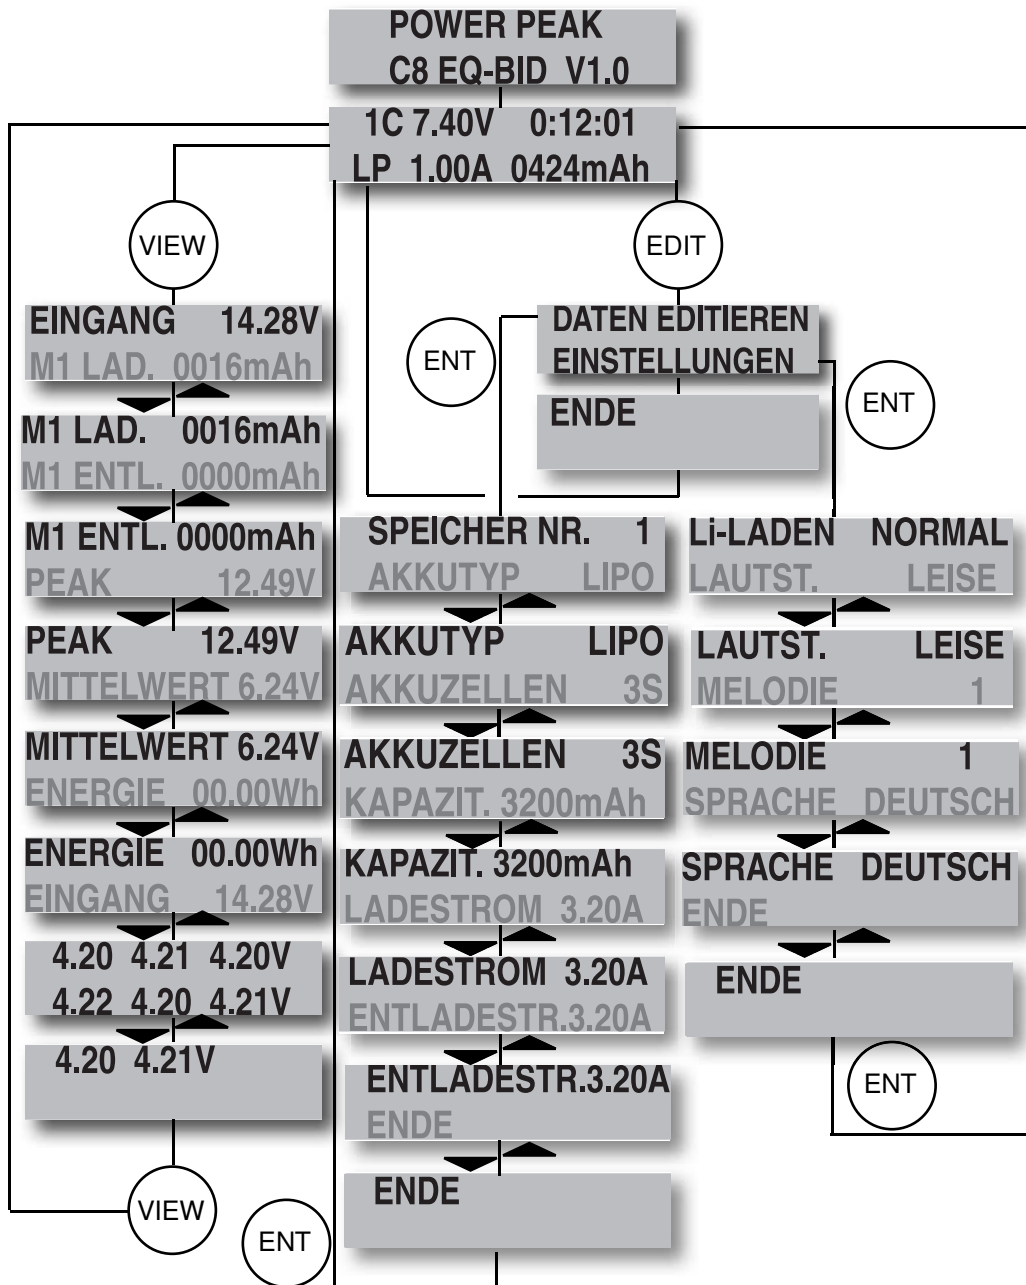 POWER PEAK
C8 EQ-BID V1.0
1C 7.40V 0:12:01
LP 1.00A 0424mAh
VIEW
EDIT
EINGANG 14.28V
M1 LAD. 0016mAh
M1 LAD. 0016mAh
M1 ENTL. 0000mAh
M1 ENTL. 0000mAh
PEAK 12.49V
PEAK 12.49V
MITTELWERT 6.24V
MITTELWERT 6.24V
ENERGIE 00.00Wh
ENERGIE 00.00Wh
EINGANG 14.28V
4.20 4.21 4.20V
4.22 4.20 4.21V
4.20 4.21V
VIEW
DATEN EDITIEREN
EINSTELLUNGEN
ENDE
ENT
ENT
SPEICHER NR. 1
AKKUTYP LIPO
AKKUTYP LIPO
AKKUZELLEN 3S
AKKUZELLEN 3S
KAPAZIT. 3200mAh
KAPAZIT. 3200mAh
LADESTROM 3.20A
LADESTROM 3.20A
ENTLADESTR.3.20A
ENTLADESTR.3.20A
ENDE
ENDE
ENT
Li-LADEN NORMAL
LAUTST. LEISE
LAUTST. LEISE
MELODIE 1
MELODIE 1
SPRACHE DEUTSCH
SPRACHE DEUTSCH
ENDE
ENDE
ENT